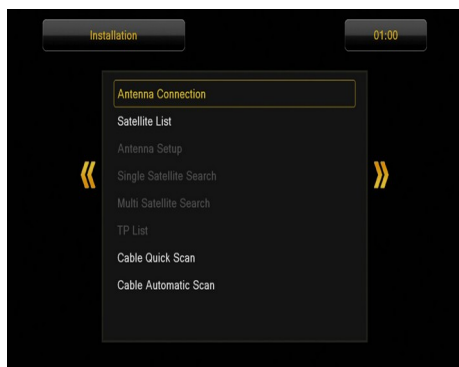 Installation
01:00
Antenna Connection
Satellite List
Antenna Setup
Single Satellite Search
Multi Satellite Search
TP List
Cable Quick Scan
Cable Automatic Scan